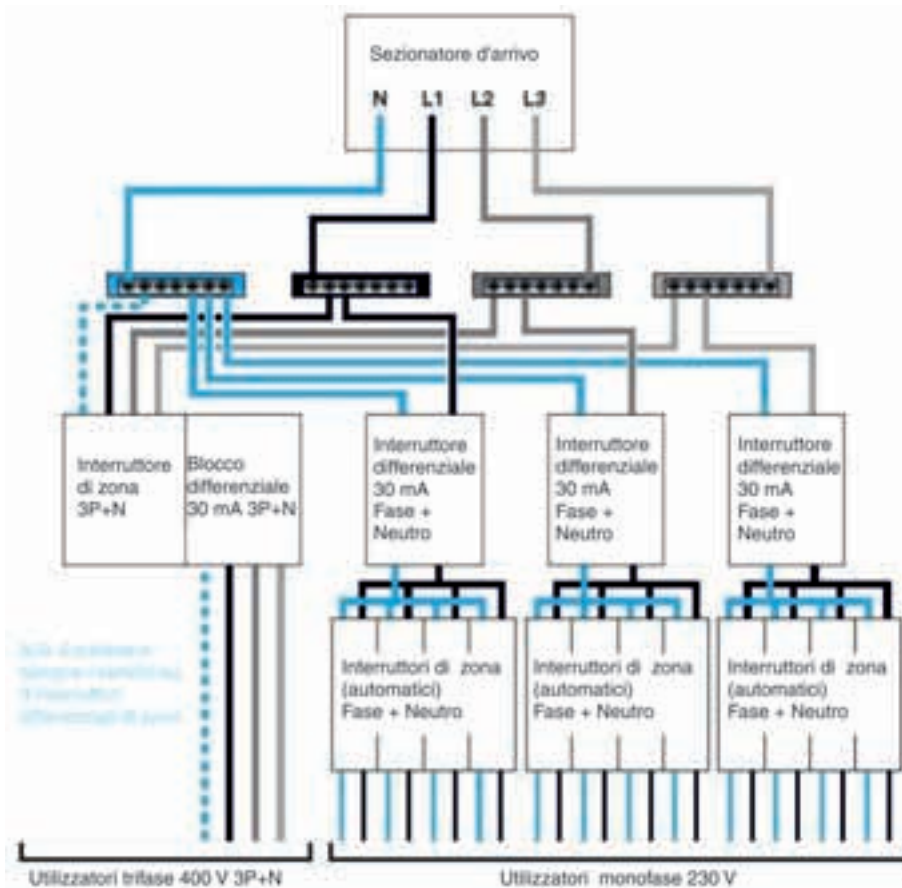 Sezionatore d'arrivo
N L1 L2 L3
Interruttore
di zona
3P+N
Blocco
differenziale
30 mA 3P+N
Interruttore
differenziale
30 mA
Fase +
Neutro
Interruttore
differenziale
30 mA
Fase +
Neutro
Interruttore
differenziale
30 mA
Fase +
Neutro
Interruttori di zona
(automatici)
Fase + Neutro
Interruttori di zona
(automatici)
Fase + Neutro
Interruttori di zona
(automatici)
Fase + Neutro
Utilizzatori trifase 400 V 3P+N
Utilizzatori monofase 230 V